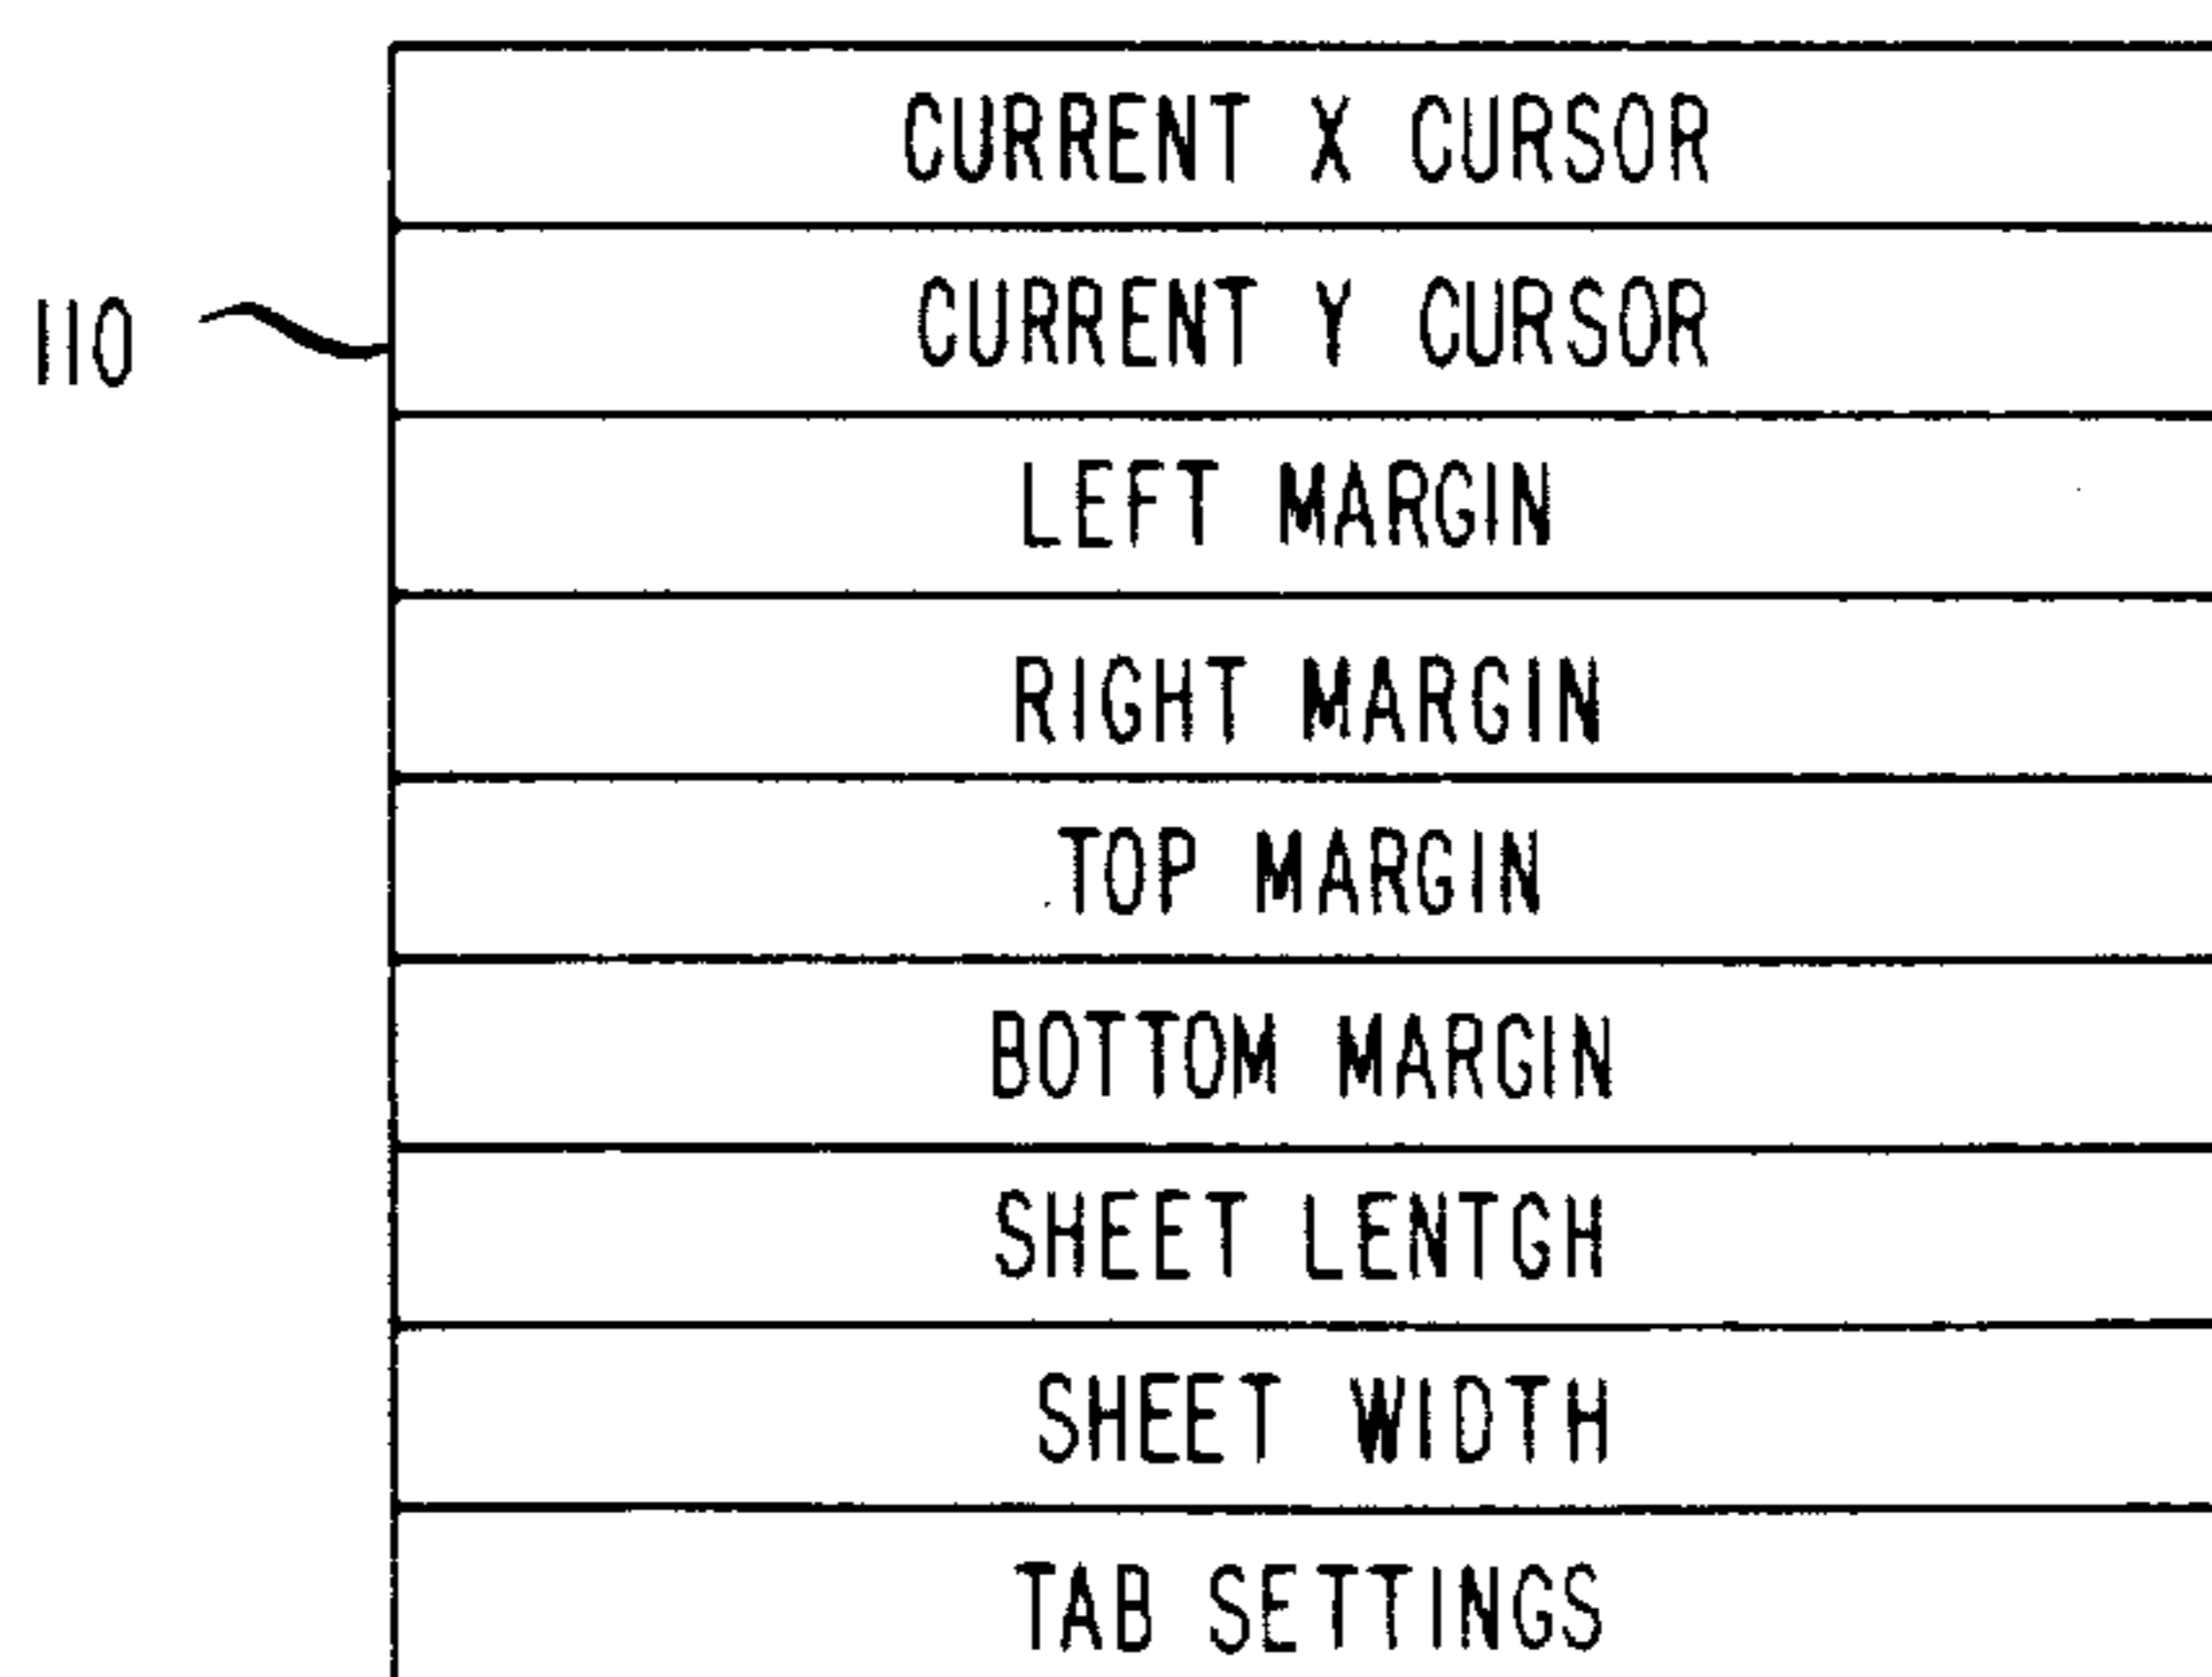 CURRENT X CURSOR
110
CURRENT Y CURSOR
LEFT MARGIN
RIGHT MARGIN
TOP MARGIN
BOTTOM MARGIN
SHEET LENTGH
SHEET WIDTH
TAB SETTINGS